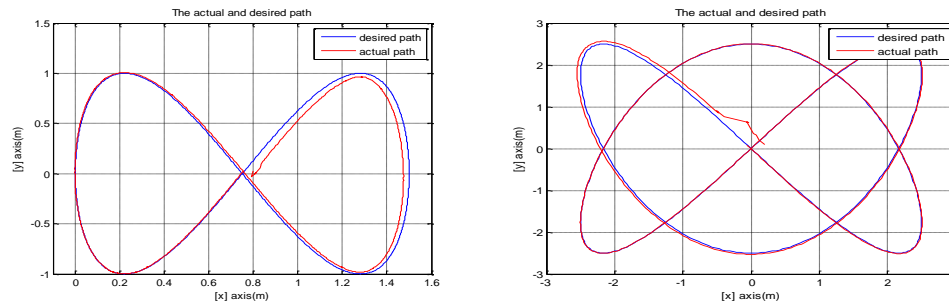 The actual and desired path
1.5
1
0.5
0
-0.5
-1
[y] axis(m)
0
0.2
0.4
0.6
0.8
1
1.2
1.4
1.6
[x] axis(m)
desired path
actual path
The actual and desired path
3
2
1
0
-1
-2
-3
[y] axis(m)
-3
-2
-1
0
1
2
[x] axis(m)
desired path
actual path